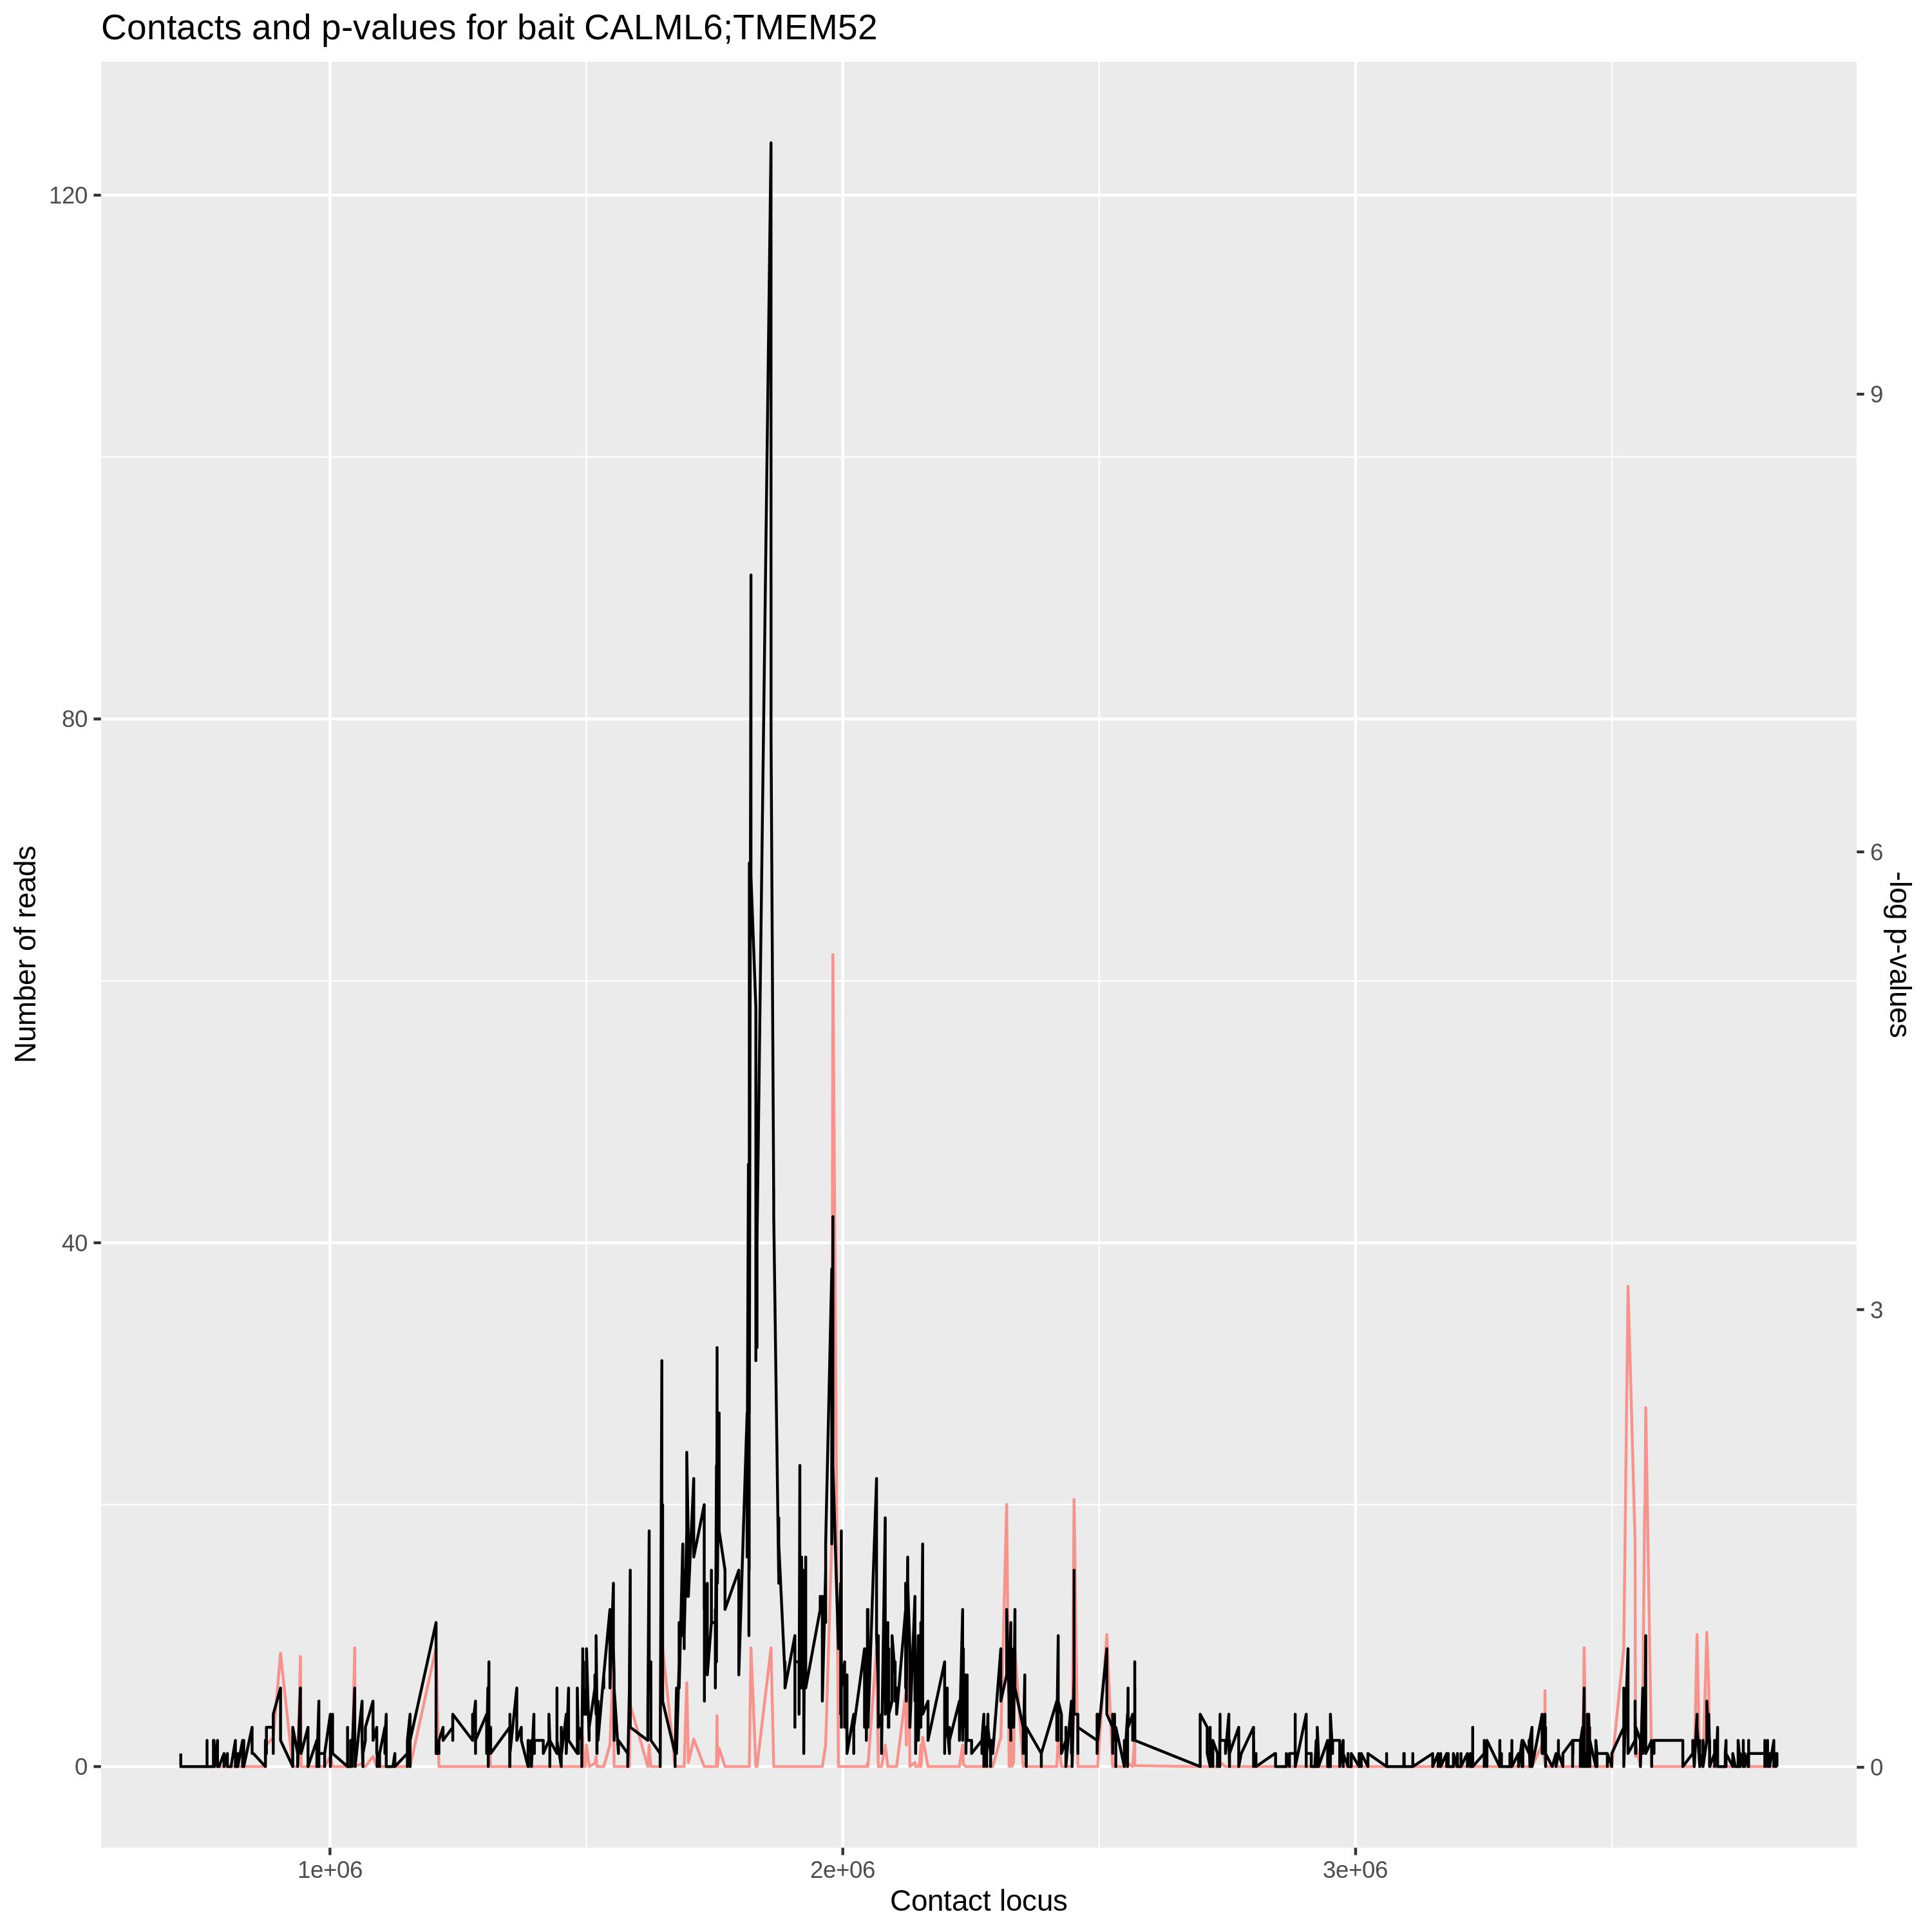 Contacts and p-values for bait CALML6;TMEM52
120
80
40
0
Number of reads
9
6
3
0
-log p-values
1e+06
2e+06
3e+06
Contact locus